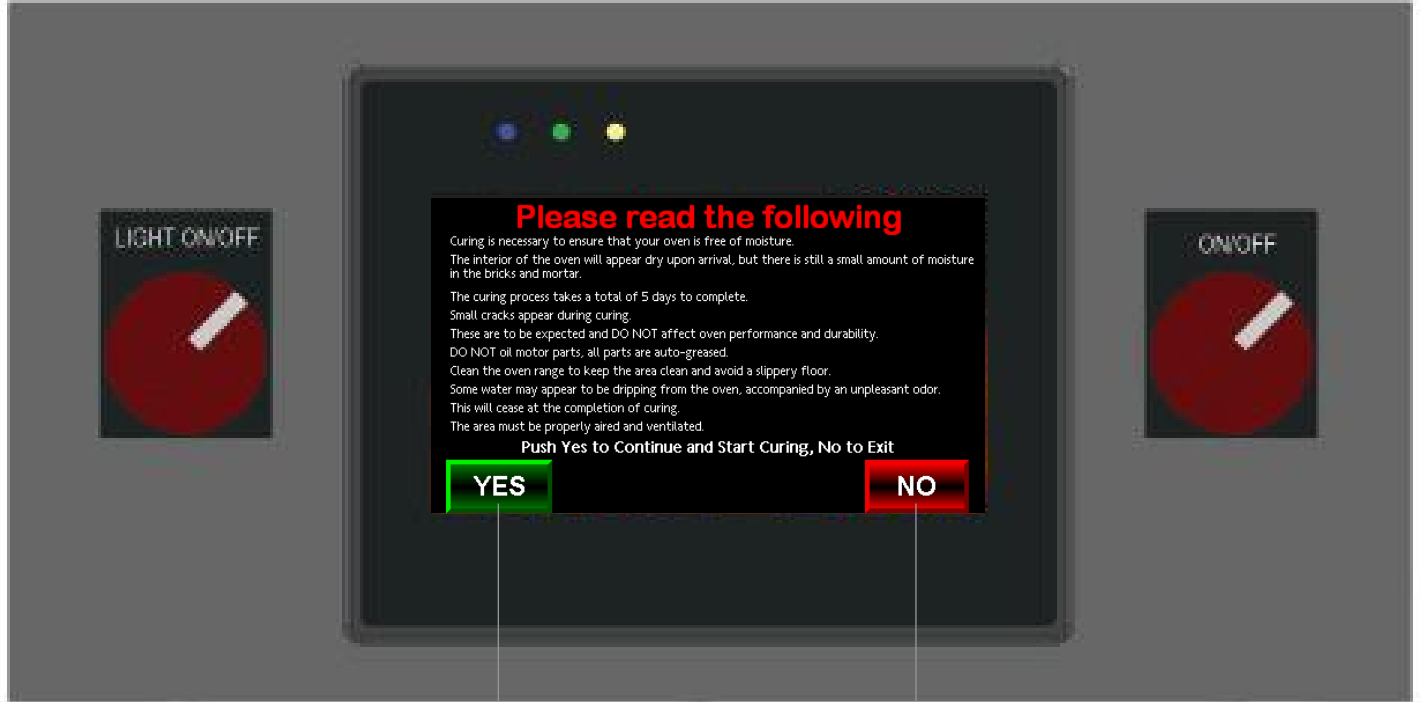 LIGHT ON/OFF
ON/OFF
Please read the following
Curing is necessary to ensure that your oven is free of moisture.
The interior of the oven will appear dry upon arrival, but there is still a small amount of moisture
in the bricks and mortar.
The curing process takes a total of 5 days to complete.
Small cracks appear during curing.
These are to be expected and DO NOT affect oven performance and durability.
DO NOT oil motor parts, all parts are auto-greased.
Clean the oven range to keep the area clean and avoid a slippery floor.
Some water may appear to be dripping from the oven, accompanied by an unpleasant odor.
This will cease at the completion of curing.
The area must be properly aired and ventilated.
Push Yes to Continue and Start Curing, No to Exit
YES
NO